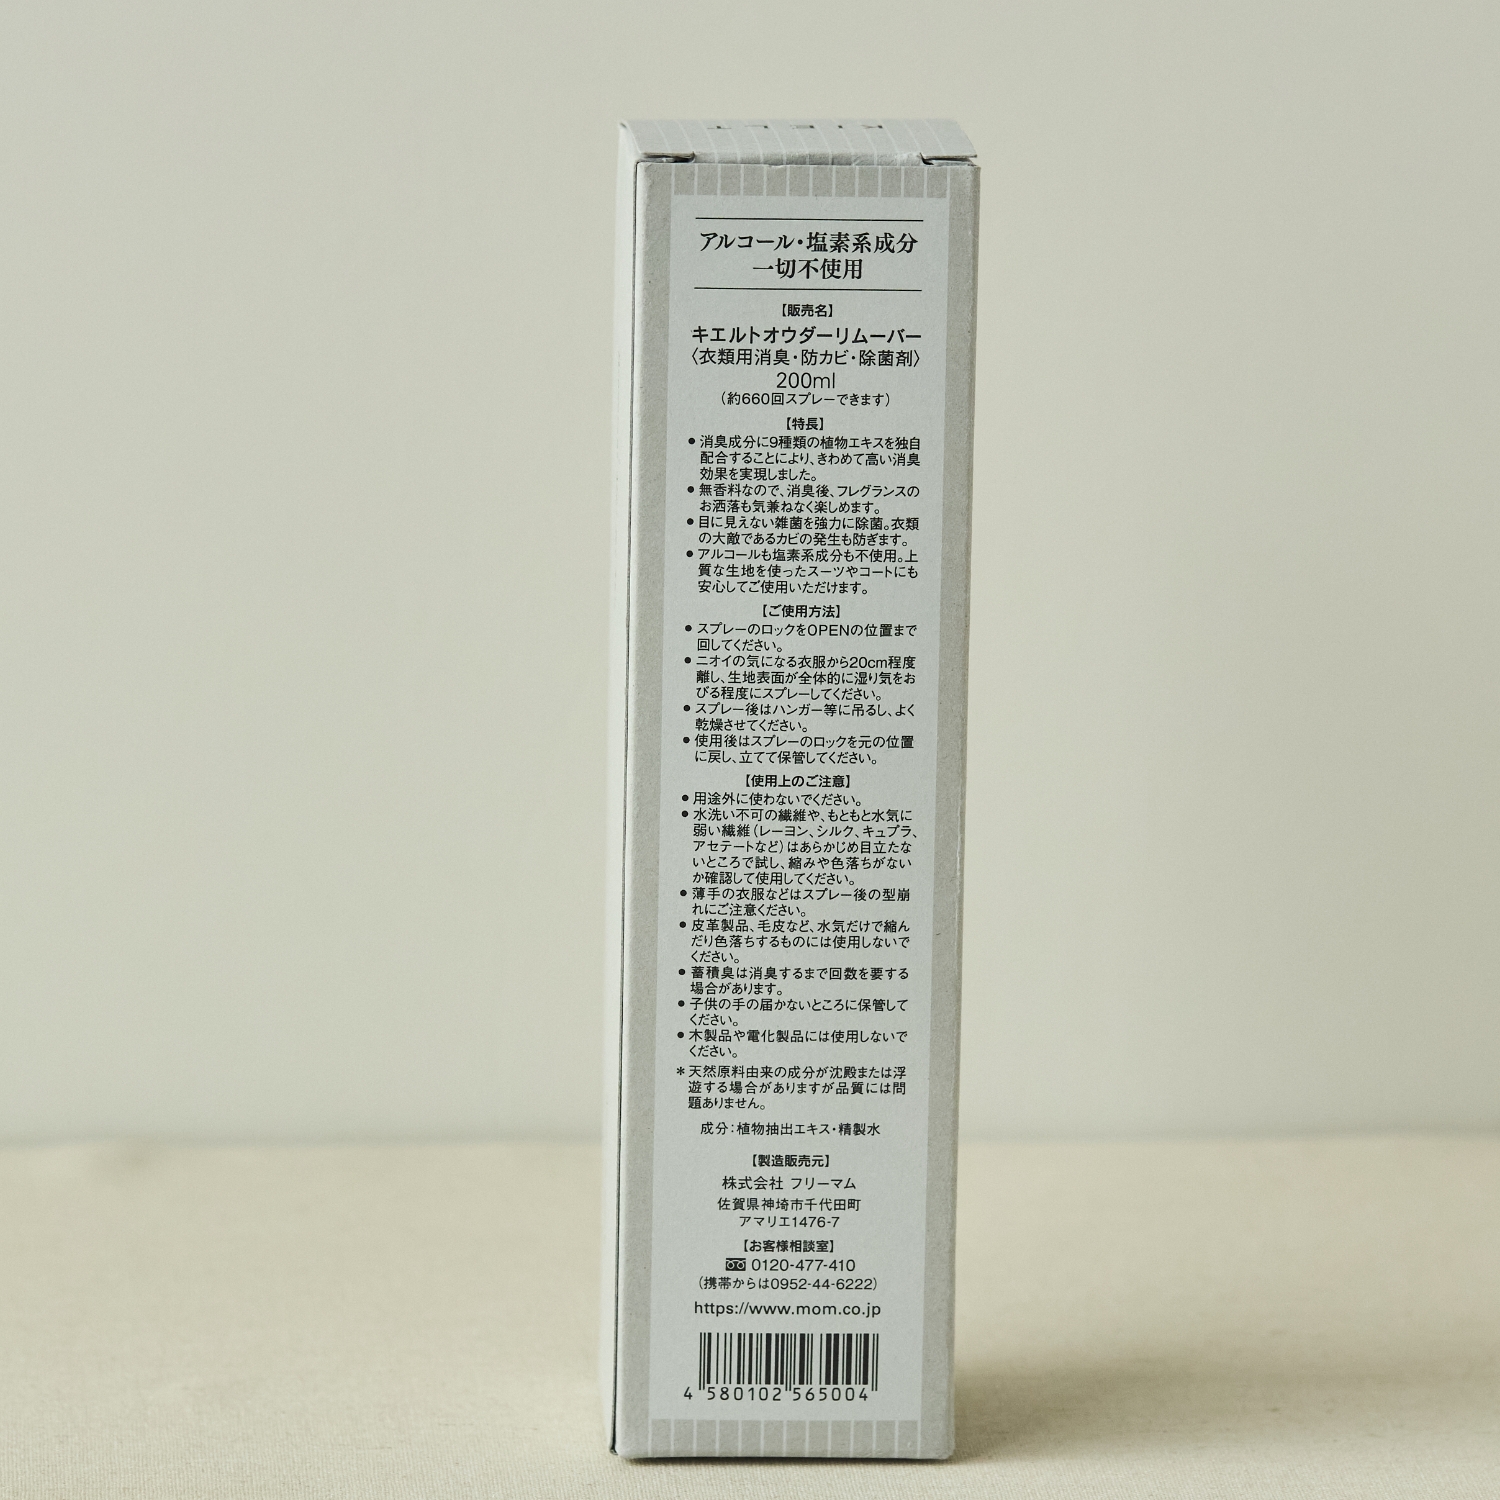 KIELT
アルコール・塩素系成分
一切不使用
【販売名】
キエルトオウダーリムーバー
〈衣類用消臭・防カビ・除菌剤〉
200ml
（約660回スプレーできます）
【特長】
●消臭成分に9種類の植物エキスを独自
配合することにより、きわめて高い消臭
効果を実現しました。
●無香料なので、消臭後、フレグランスの
お洒落も気兼ねなく楽しめます。
●目に見えない雑菌を強力に除菌。衣類
の大敵であるカビの発生も防ぎます。
●アルコールも塩素系成分も不使用。上
質な生地を使ったスーツやコートにも
安心してご使用いただけます。
【ご使用方法】
●スプレーのロックをOPENの位置まで
回してください。
●ニオイの気になる衣服から20cm程度
離し、生地表面が全体的に湿り気をお
びる程度にスプレーしてください。
●スプレー後はハンガー等に吊るし、よく
乾燥させてください。
●使用後はスプレーのロックを元の位置
に戻し、立てて保管してください。
【使用上のご注意】
●用途外に使わないでください。
●水洗い不可の繊維や、もともと水気に
弱い繊維（レーヨン、シルク、キュプラ、
アセテートなど）はあらかじめ目立たな
いところで試し、縮みや色落ちがない
か確認して使用してください。
●薄手の衣服などはスプレー後の型崩
れにご注意ください。
●皮革製品、毛皮など、水気だけで縮ん
だり色落ちするものには使用しないで
ください。
●蓄積臭は消臭するまで回数を要する
場合があります。
●子供の手の届かないところに保管して
ください。
●木製品や電化製品には使用しないで
ください。
＊天然原料由来の成分が沈殿または浮
遊する場合がありますが品質には問
題ありません。
成分：植物抽出エキス・精製水
【製造販売元】
株式会社 フリーマム
佐賀県神埼市千代田町
アマリエ1476-7
【お客様相談室】
0120-477-410
（携帯からは0952-44-6222）
https://www.mom.co.jp
4 580102 565004